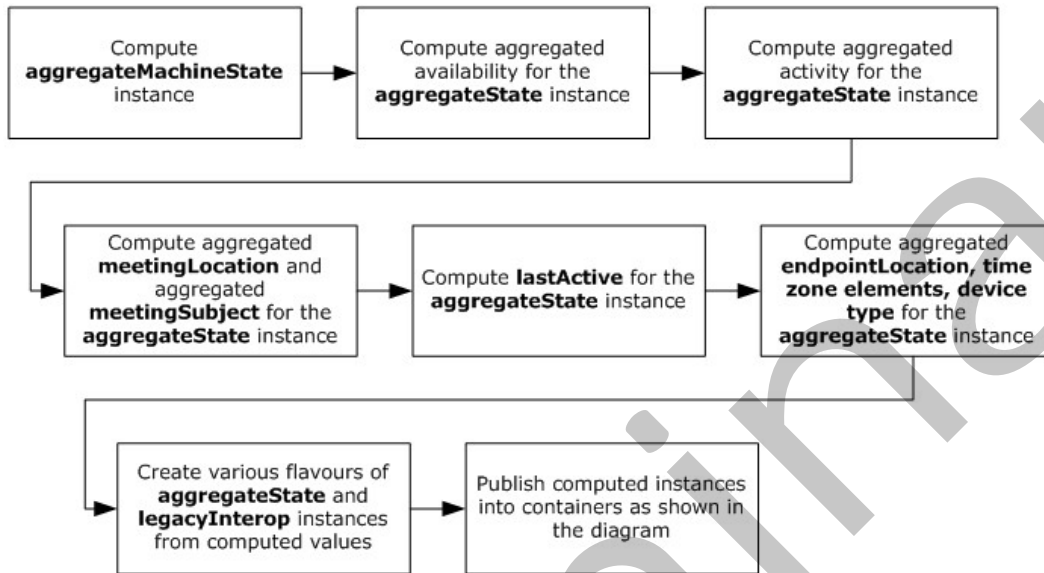 Compute
aggregateMachineState
instance
Compute aggregated
availability for the
aggregateState instance
Compute aggregated
activity for the
aggregateState instance
Compute aggregated
meetingLocation and
aggregated
meetingSubject for the
aggregateState instance
Compute lastActive for the
aggregateState instance
Compute aggregated
endpointLocation, time
zone elements, device
type for the
aggregateState instance
Create various flavours of
aggregateState and
legacyInterop instances
from computed values
Publish computed instances
into containers as shown in
the diagram